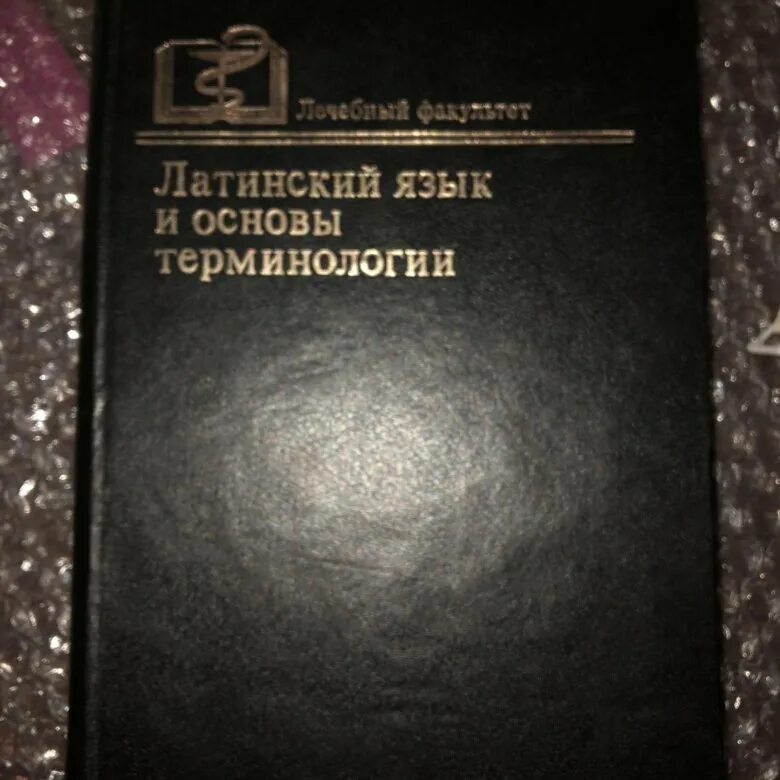 Лечебный факультет
Латинский язык
и основы
терминологии